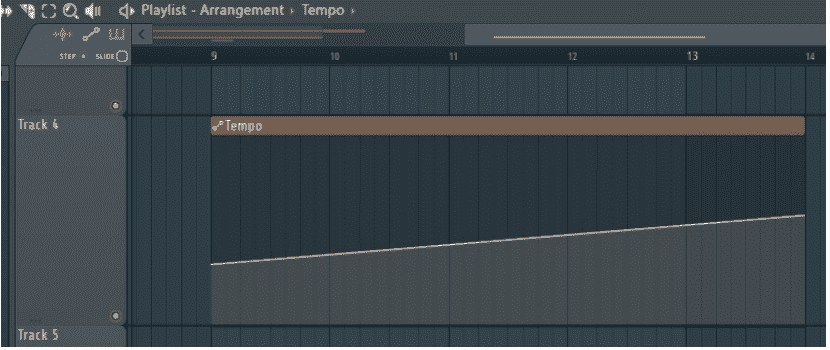 Playlist - Arrangement › Tempo ›
STEP SLIDE
9 10 11 12 13 14
Track 4
Tempo
Track 5